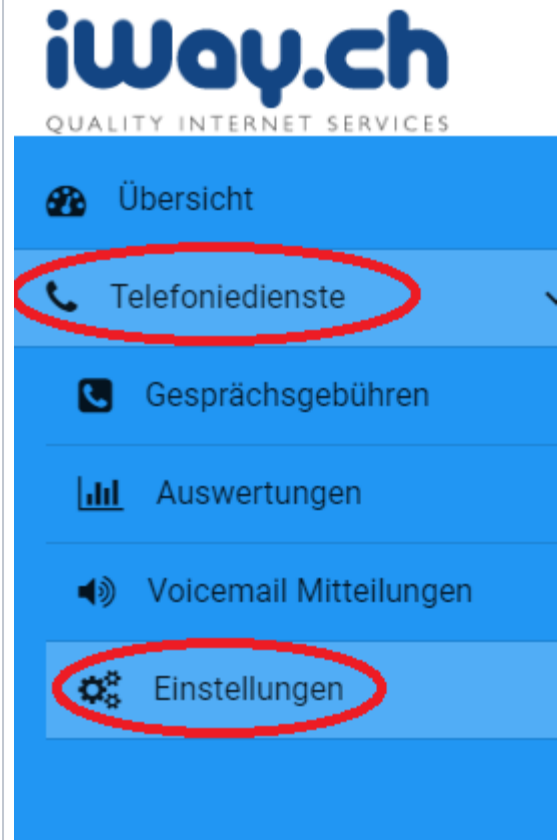 iway.ch
QUALITY INTERNET SERVICES
Übersicht
Telefoniedienste
Gesprächsgebühren
Auswertungen
Voicemail Mitteilungen
Einstellungen